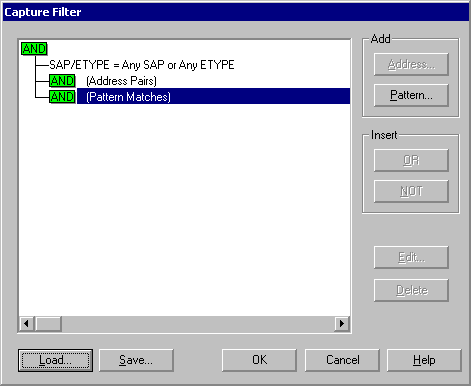 Capture Filter
AND
SAP/ETYPE = Any SAP or Any ETYPE
AND (Address Pairs)
AND (Pattern Matches)
Add
Address...
Pattern...
Insert
OR
NOT
Edit...
Delete
Load...
Save...
OK
Cancel
Help